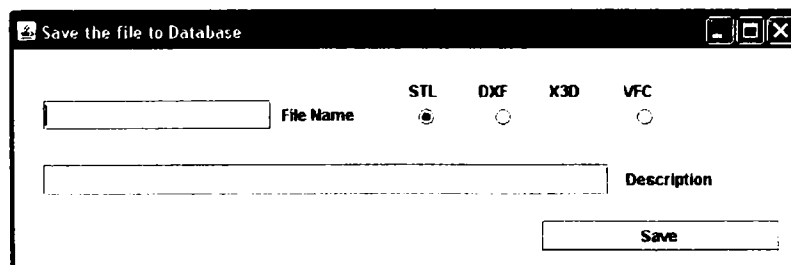 Save the file to Database
STL DXF X3D VFC
File Name
Description
Save